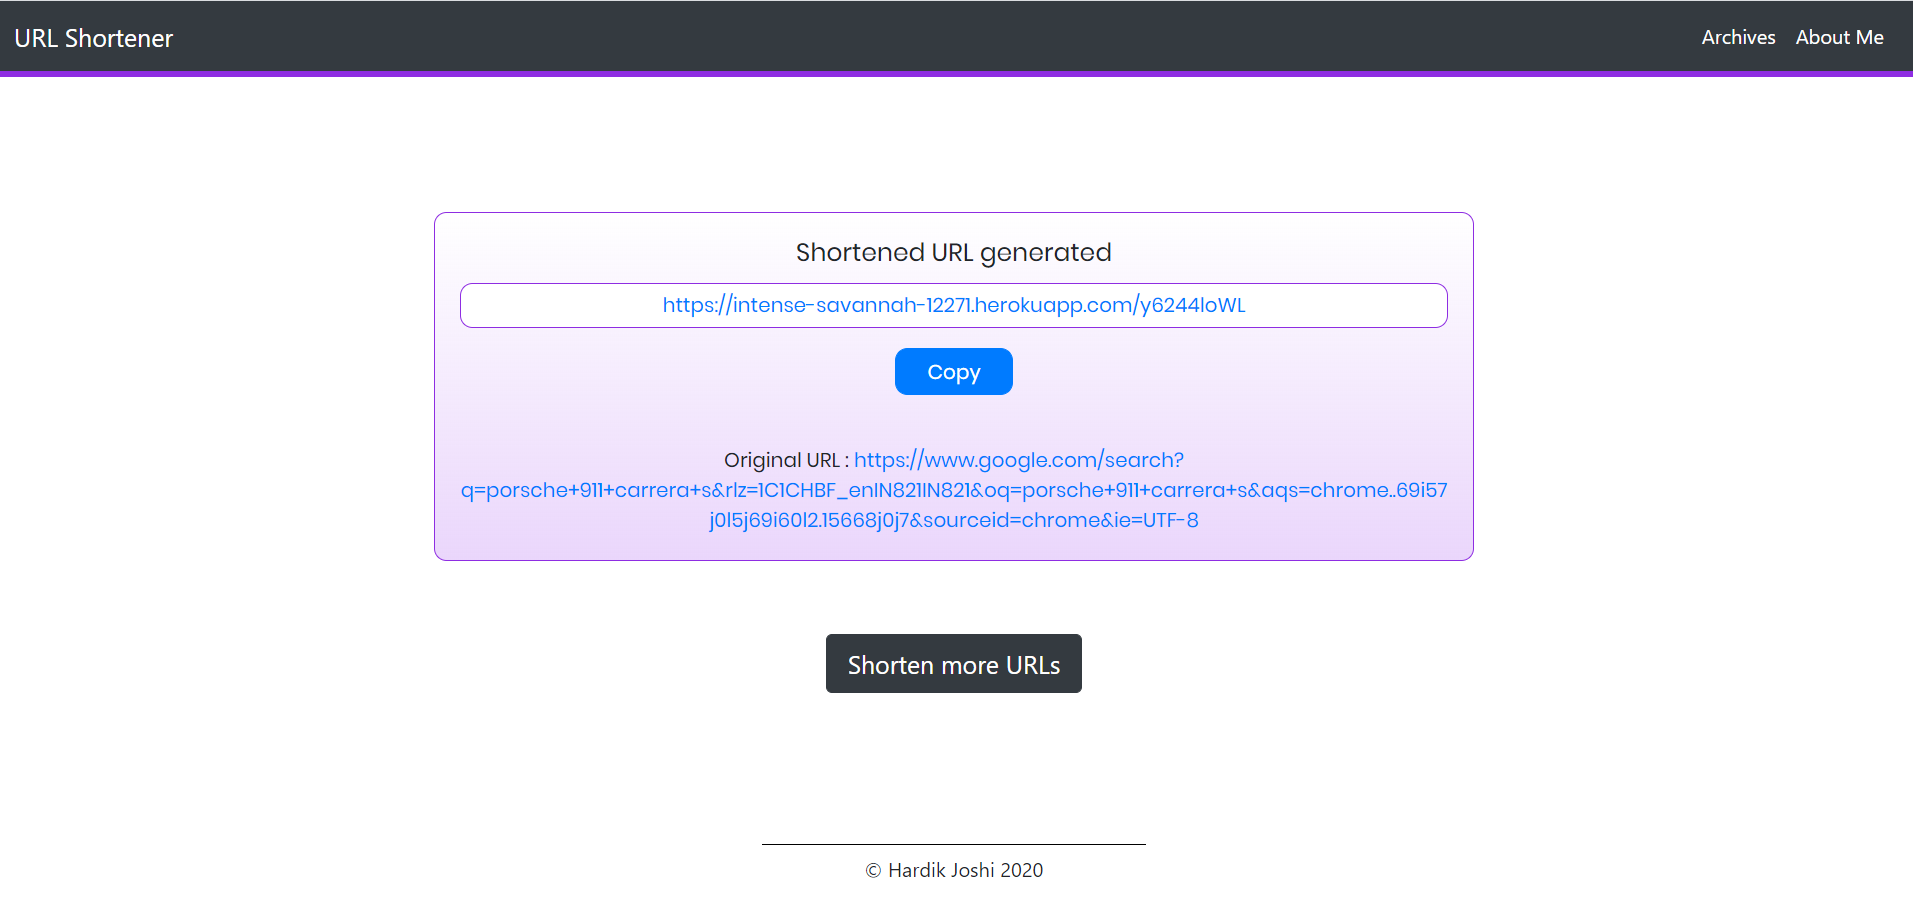 URL Shortener
Archives About Me
Shortened URL generated
https://intense-savannah-12271.herokuapp.com/y6244loWL
Copy
Original URL : https://www.google.com/search?
q=porsche+911+carrera+s&rlz=1C1CHBF_enIN821IN821&oq=porsche+911+carrera+s&aqs=chrome..69i57
j0l5j69i60l2.15668j0j7&sourceid=chrome&ie=UTF-8
Shorten more URLs
© Hardik Joshi 2020